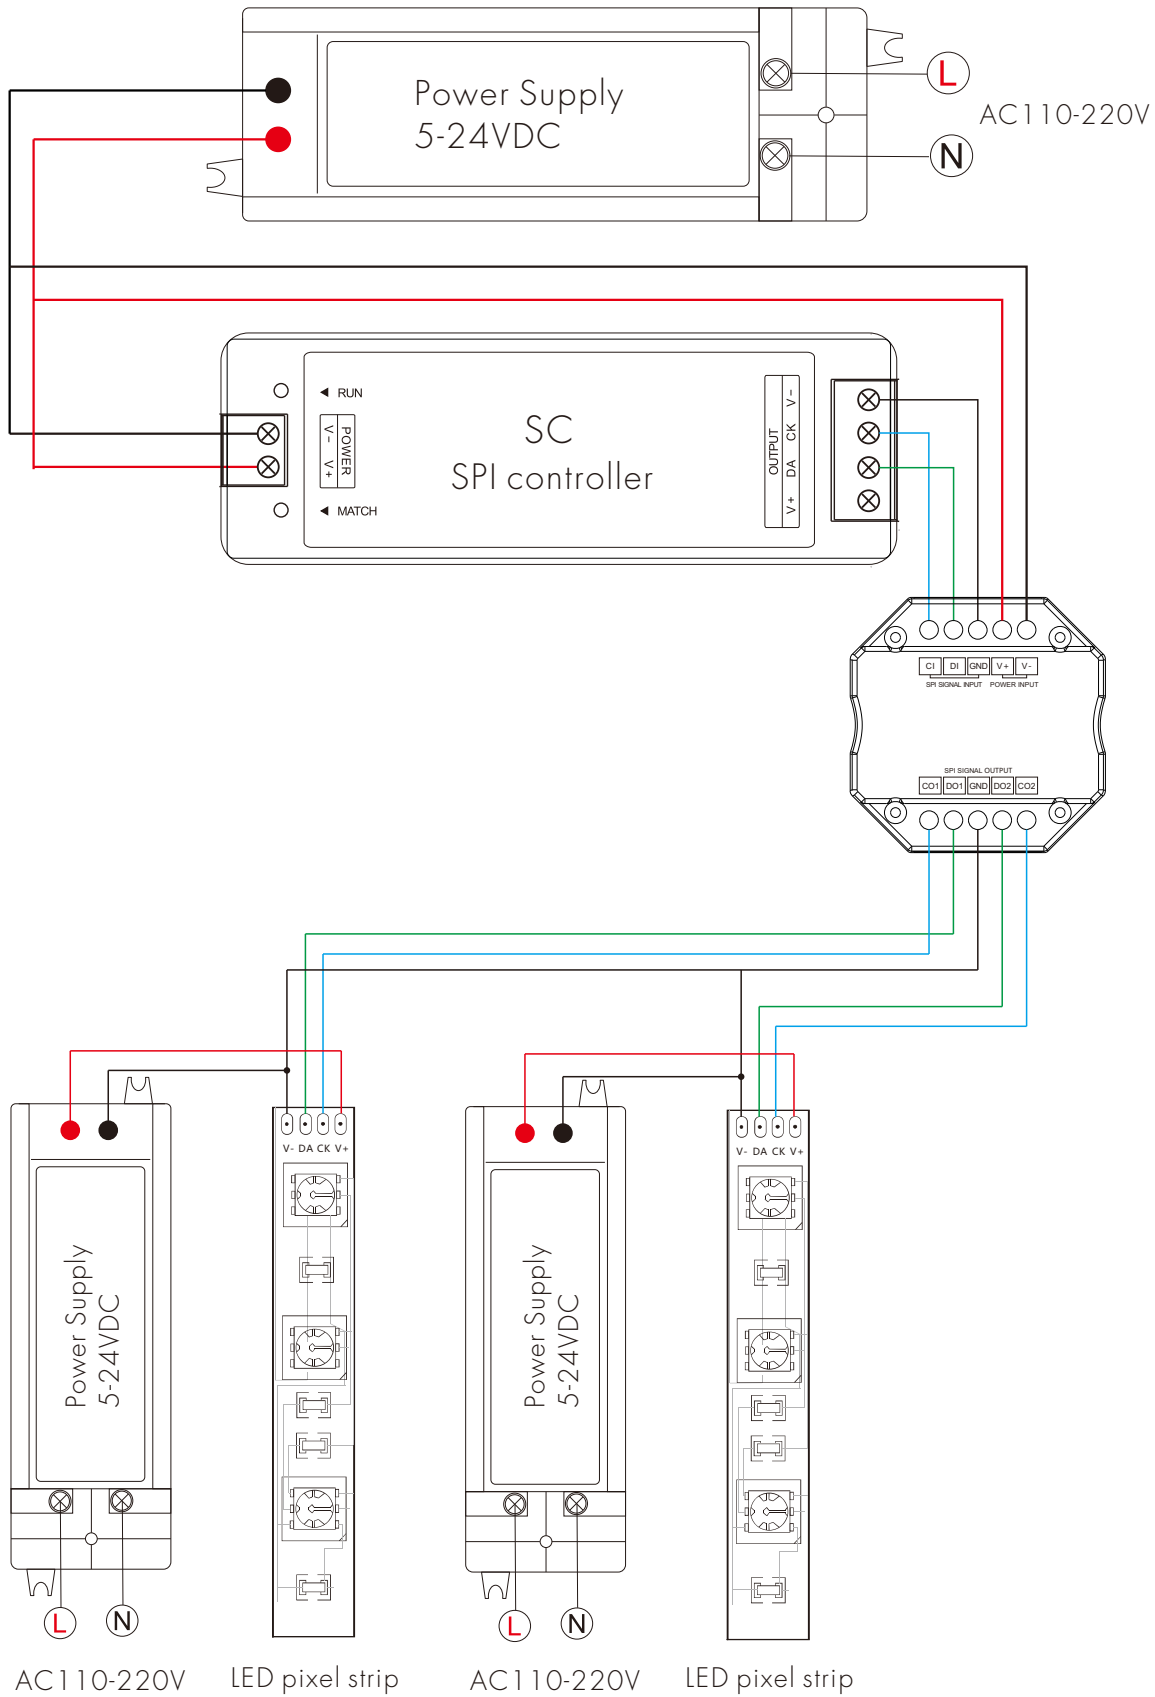 Power Supply
5-24VDC
L
AC110-220V
N
RUN
POWER
V- V+
MATCH
SC
SPI controller
OUTPUT
V+ DA CK V-
CI DI GND V+ V-
SPI SIGNAL INPUT POWER INPUT
SPI SIGNAL OUTPUT
CO1 DO1 GND DO2 CO2
V- DA CK V+
V- DA CK V+
Power Supply
5-24VDC
Power Supply
5-24VDC
L N
L N
AC110-220V
LED pixel strip
AC110-220V
LED pixel strip